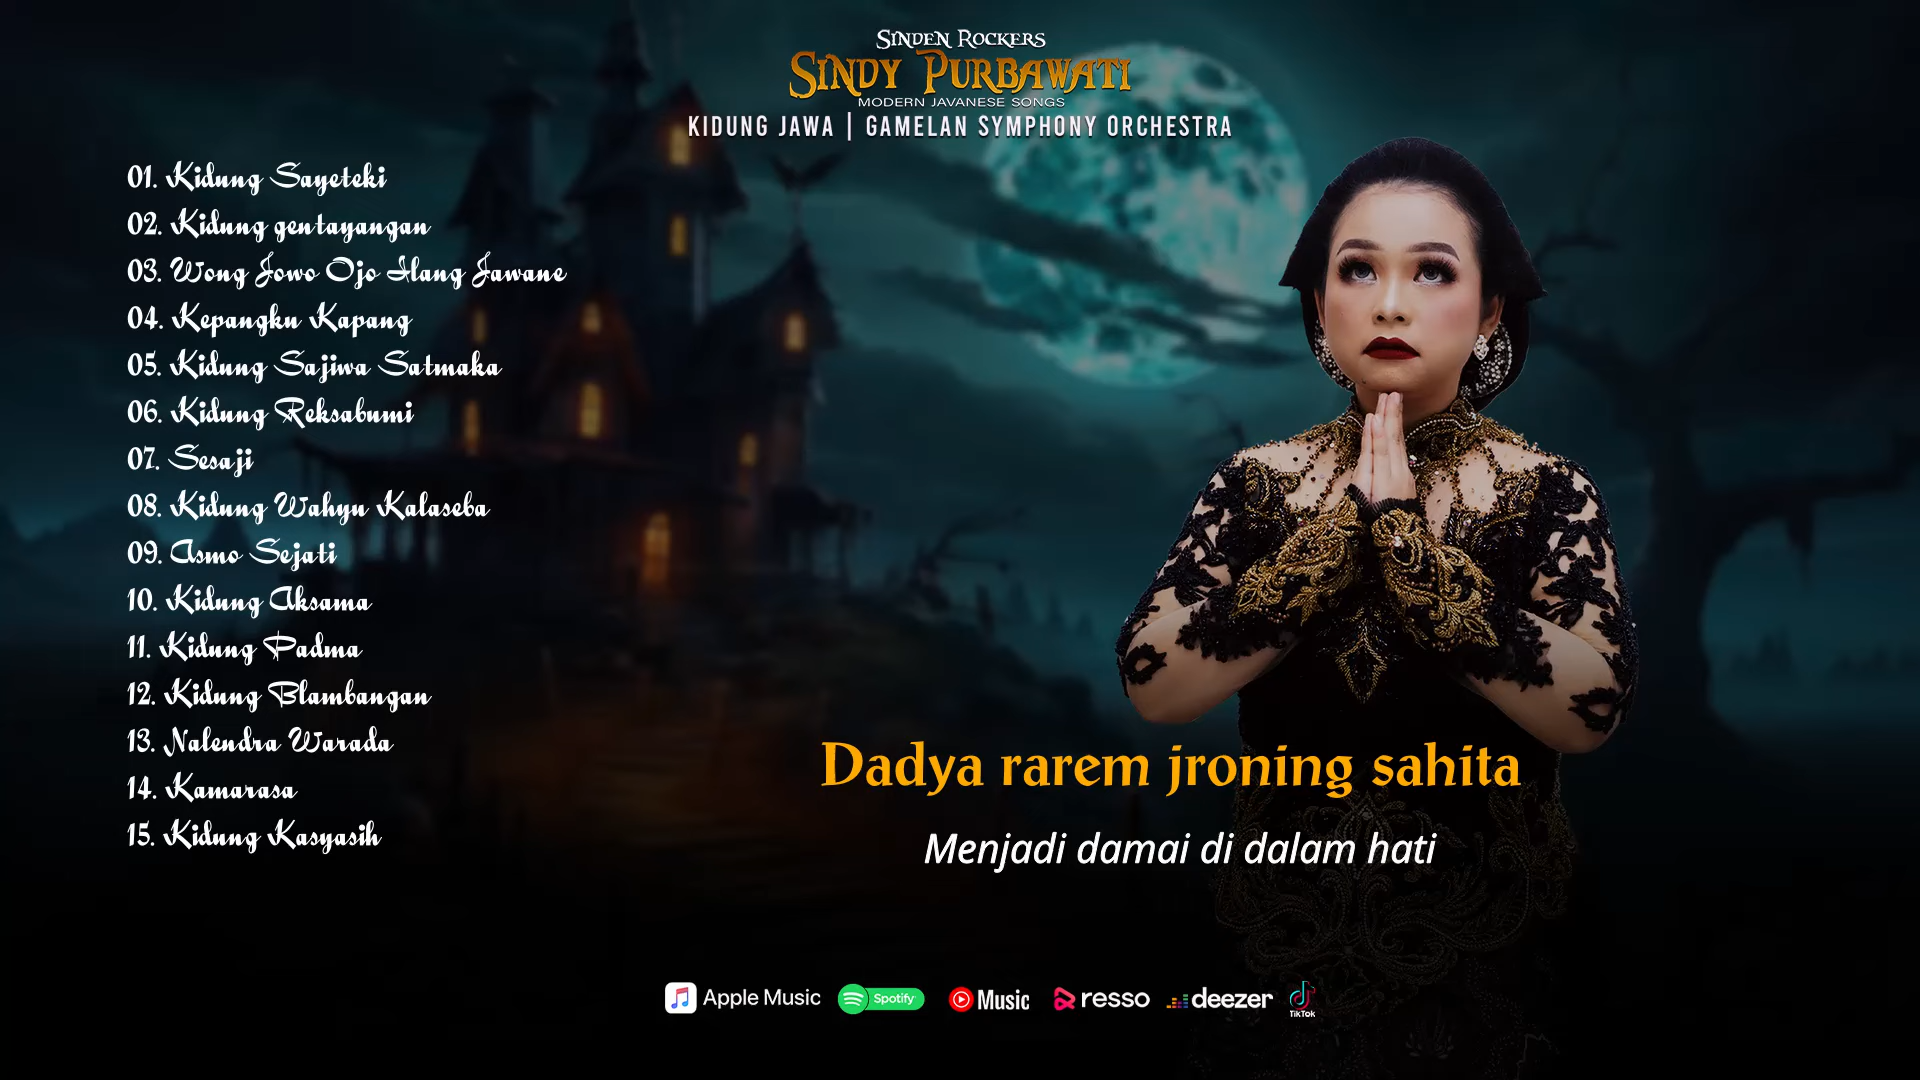 SINDEN ROCKERS
SINDY PURBAWATI
MODERN JAVANESE SONGS
KIDUNG JAWA | GAMELAN SYMPHONY ORCHESTRA
01. Kidung Sayeteki
02. Kidung gentayangan
03. Wong Jowo Ojo Ilang Jawane
04. Kepangku Kapang
05. Kidung Sajiwa Satmaka
06. Kidung Reksabumi
07. Sesaji
08. Kidung Wahyu Kalaseba
09. Asmo Sejati
10. Kidung Aksama
11. Kidung Padma
12. Kidung Blambangan
13. Nalendra Warada
14. Kamarasa
15. Kidung Kasyasih
Dadya rarem jroning sahita
Menjadi damai di dalam hati
Apple Music Spotify Music resso deezer TikTok